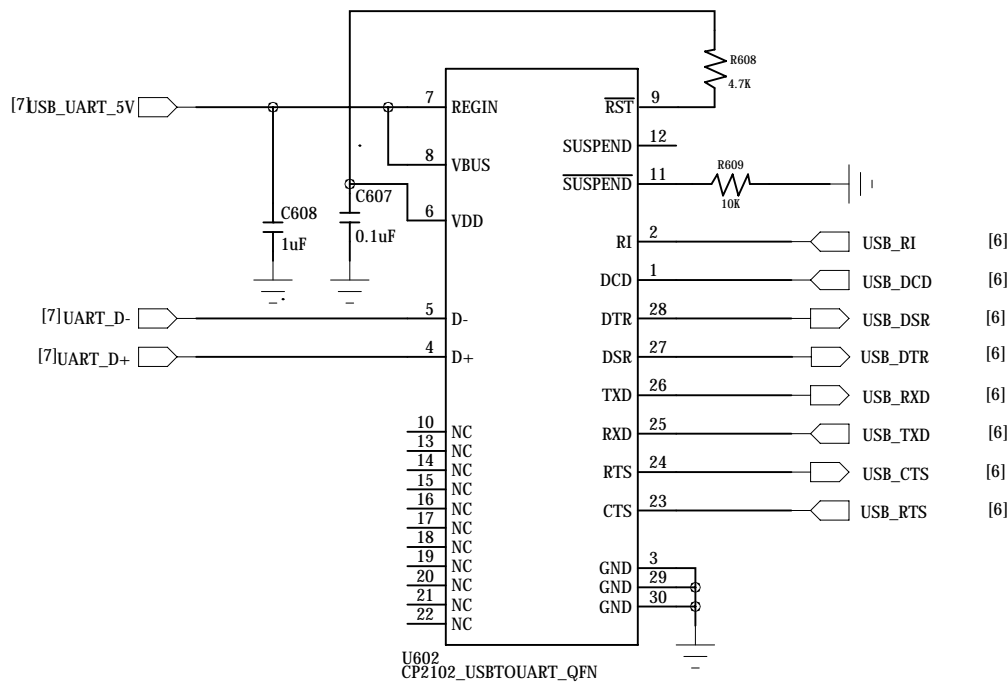 R608
4.7K
[7]USB_UART_5V
7
REGIN
RST
9
SUSPEND
12
8
VBUS
SUSPEND
11
R609
10K
C607
0.1uF
C608
1uF
6
VDD
RI
2
USB_RI
[6]
DCD
1
USB_DCD
[6]
[7]UART_D-
5
D-
DTR
28
USB_DSR
[6]
[7]UART_D+
4
D+
DSR
27
USB_DTR
[6]
TXD
26
USB_RXD
[6]
RXD
25
USB_TXD
[6]
RTS
24
USB_CTS
[6]
CTS
23
USB_RTS
[6]
10
NC
13
NC
14
NC
15
NC
16
NC
17
NC
18
NC
19
NC
20
NC
21
NC
22
NC
GND
3
GND
29
GND
30
U602
CP2102_USBTOUART_QFN